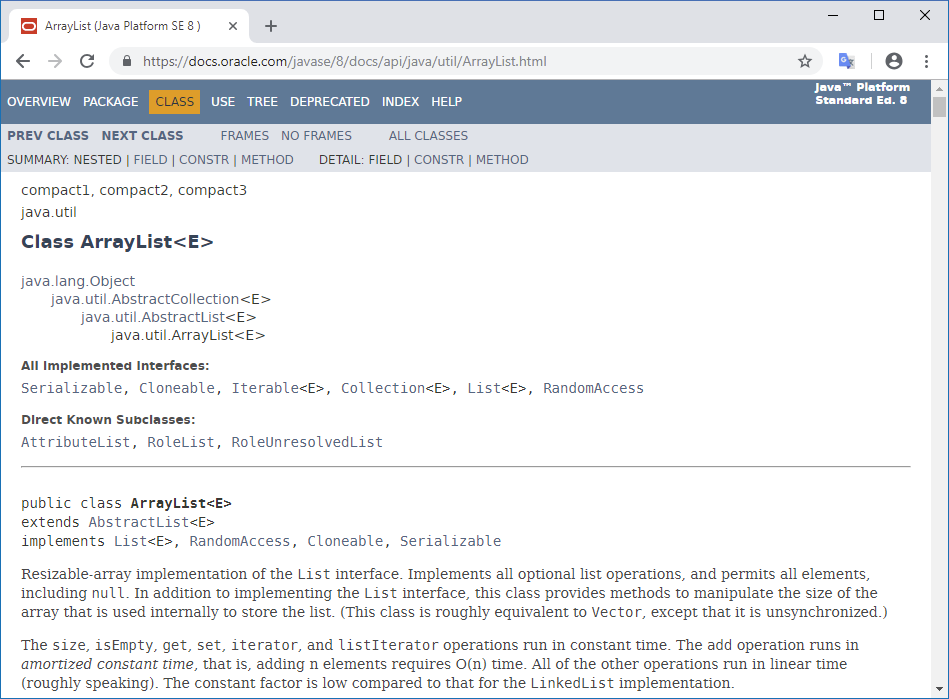 ArrayList (Java Platform SE 8 )
https://docs.oracle.com/javase/8/docs/api/java/util/ArrayList.html
OVERVIEW PACKAGE CLASS USE TREE DEPRECATED INDEX HELP
Java™ Platform
Standard Ed. 8
PREV CLASS NEXT CLASS FRAMES NO FRAMES ALL CLASSES
SUMMARY: NESTED | FIELD | CONSTR | METHOD DETAIL: FIELD | CONSTR | METHOD
compact1, compact2, compact3
java.util
Class ArrayList<E>
java.lang.Object
java.util.AbstractCollection<E>
java.util.AbstractList<E>
java.util.ArrayList<E>
All Implemented Interfaces:
Serializable, Cloneable, Iterable<E>, Collection<E>, List<E>, RandomAccess
Direct Known Subclasses:
AttributeList, RoleList, RoleUnresolvedList
public class ArrayList<E>
extends AbstractList<E>
implements List<E>, RandomAccess, Cloneable, Serializable
Resizable-array implementation of the List interface. Implements all optional list operations, and permits all elements,
including null. In addition to implementing the List interface, this class provides methods to manipulate the size of the
array that is used internally to store the list. (This class is roughly equivalent to Vector, except that it is unsynchronized.)
The size, isEmpty, get, set, iterator, and listIterator operations run in constant time. The add operation runs in
amortized constant time, that is, adding n elements requires O(n) time. All of the other operations run in linear time
(roughly speaking). The constant factor is low compared to that for the LinkedList implementation.